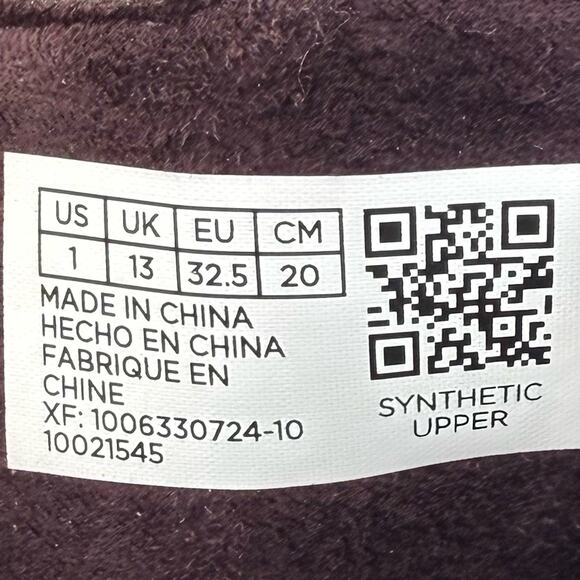 US UK EU CM
1 13 32.5 20
MADE IN CHINA
HECHO EN CHINA
FABRIQUE EN
CHINE
XF: 1006330724-10
10021545
SYNTHETIC
UPPER